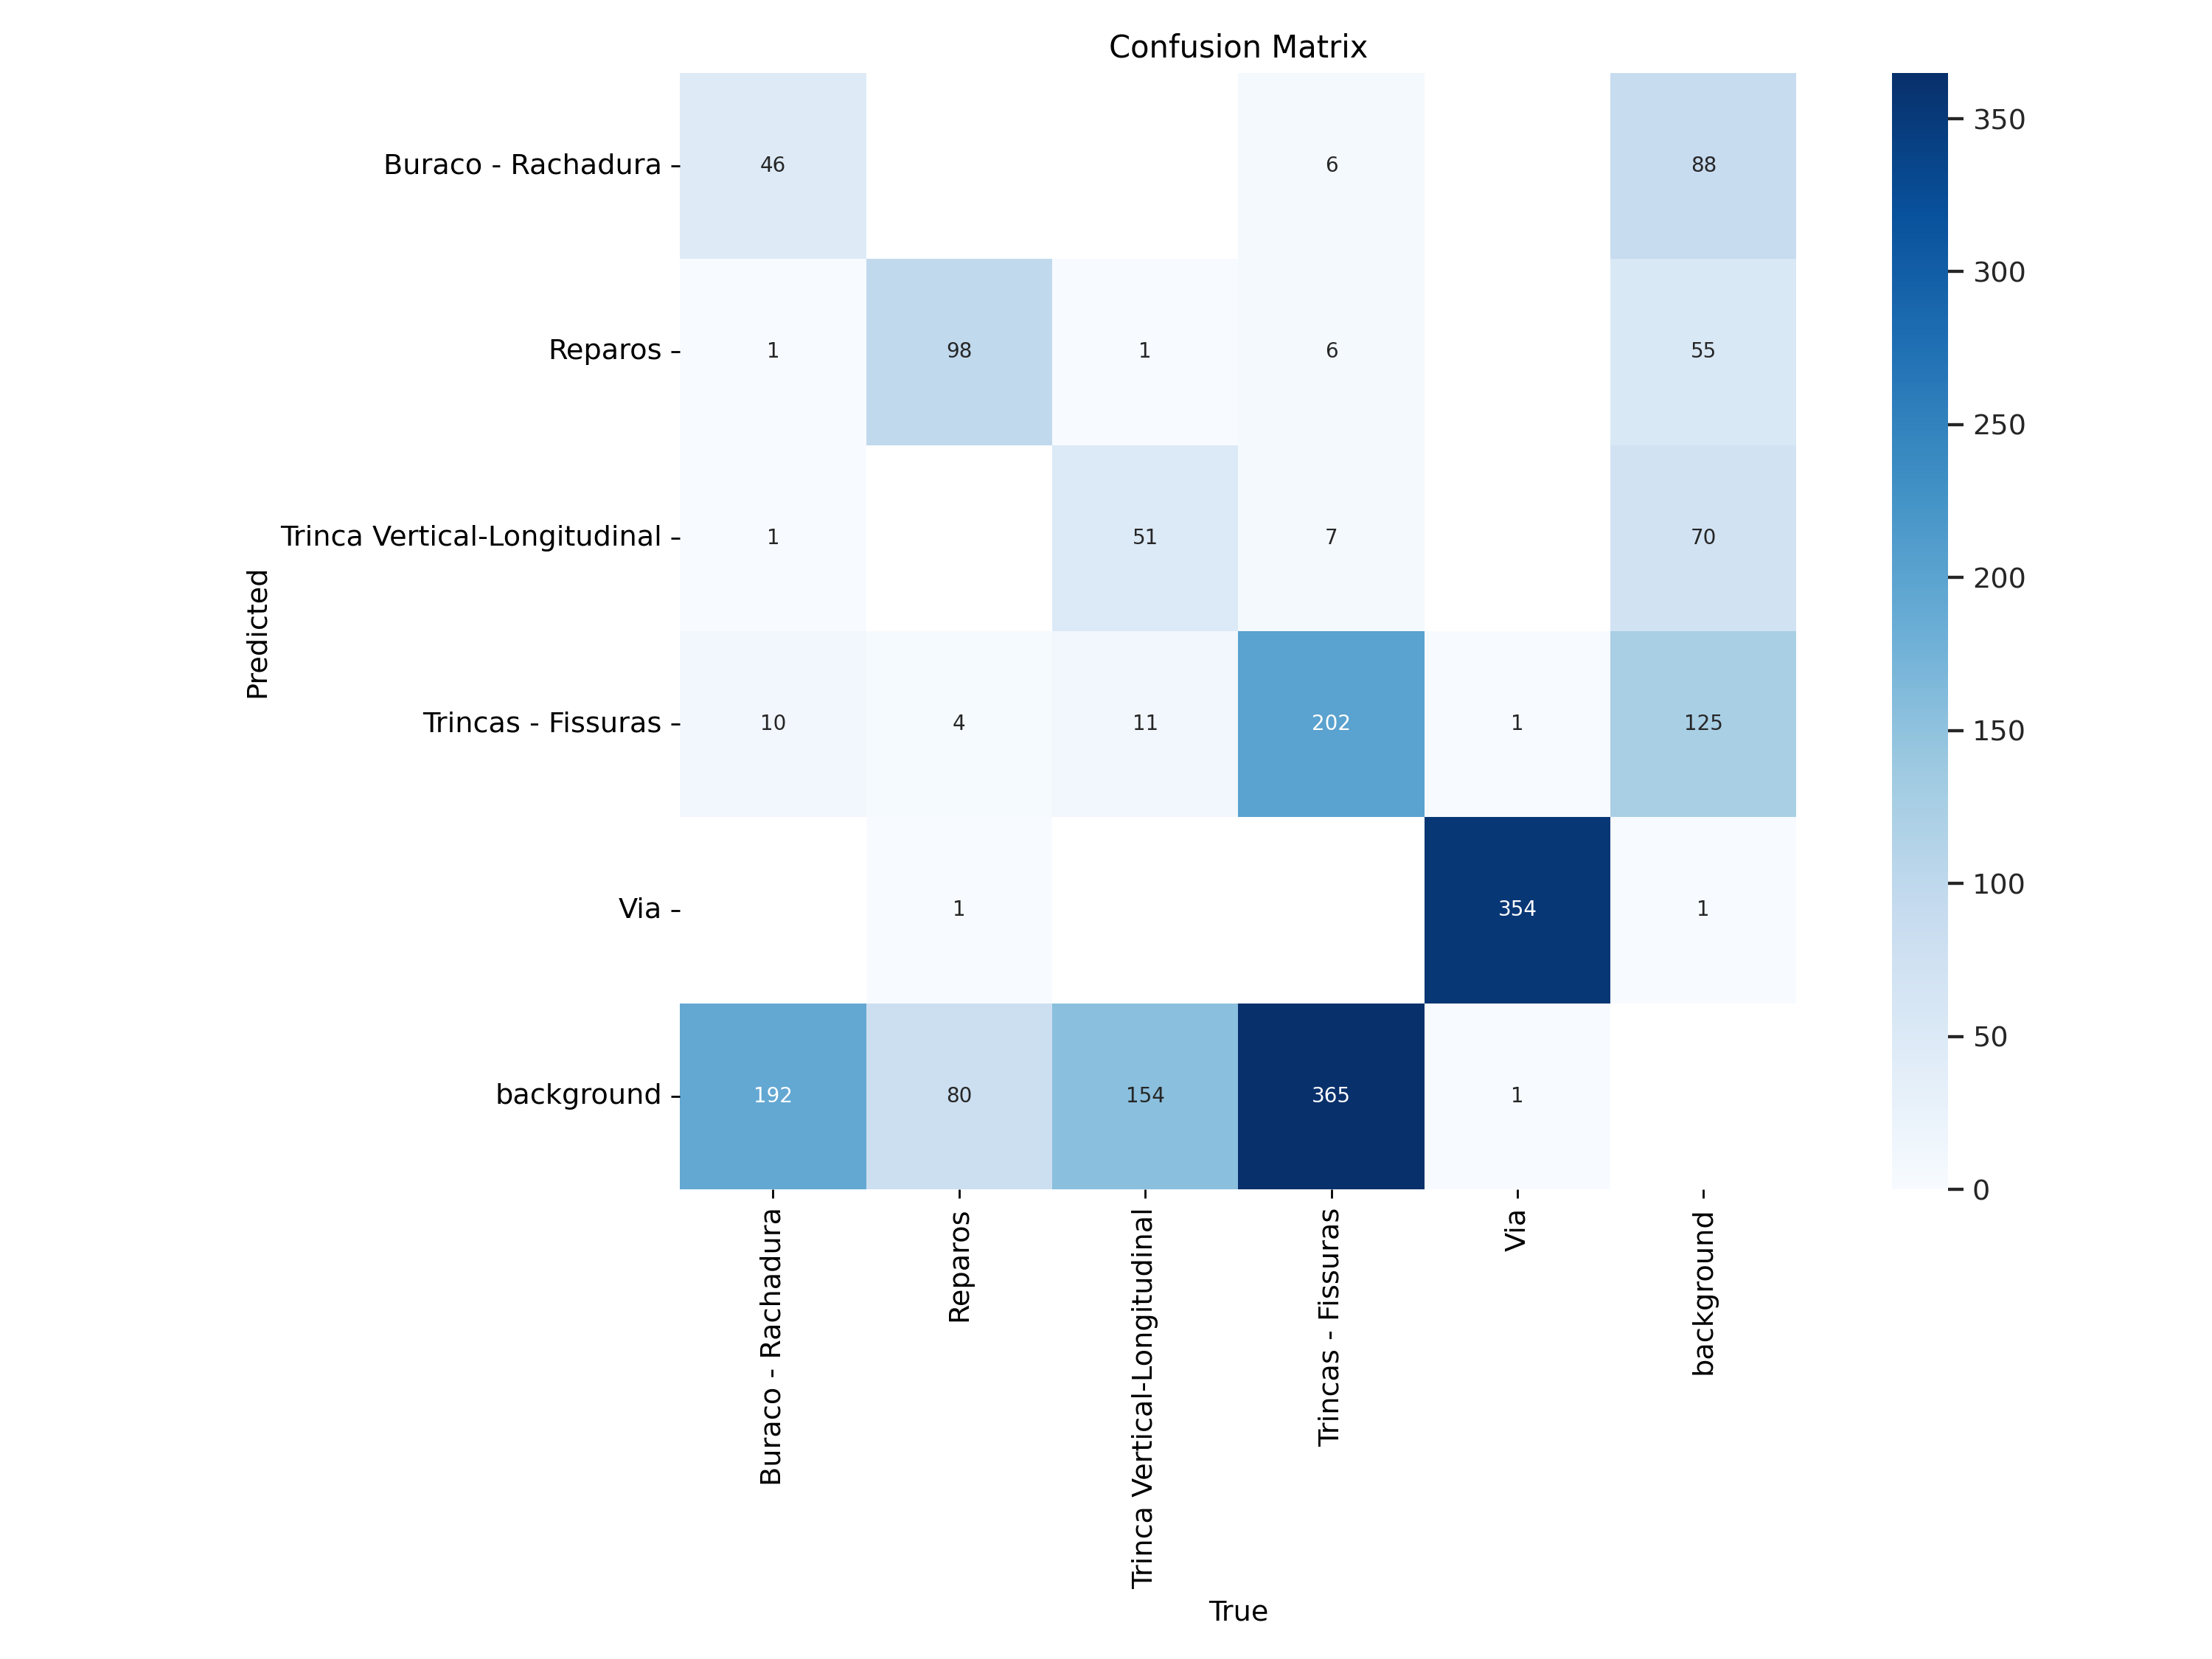 Confusion Matrix
Buraco - Rachadura
46 6 88
350
Reparos
1 98 1 6 55
300
Trinca Vertical-Longitudinal
1 51 7 70
250
Predicted
200
Trincas - Fissuras
10 4 11 202 1 125
150
Via
1 354 1
100
background
192 80 154 365 1
50
0
Buraco - Rachadura
Reparos
Trinca Vertical-Longitudinal
Trincas - Fissuras
Via
background
True